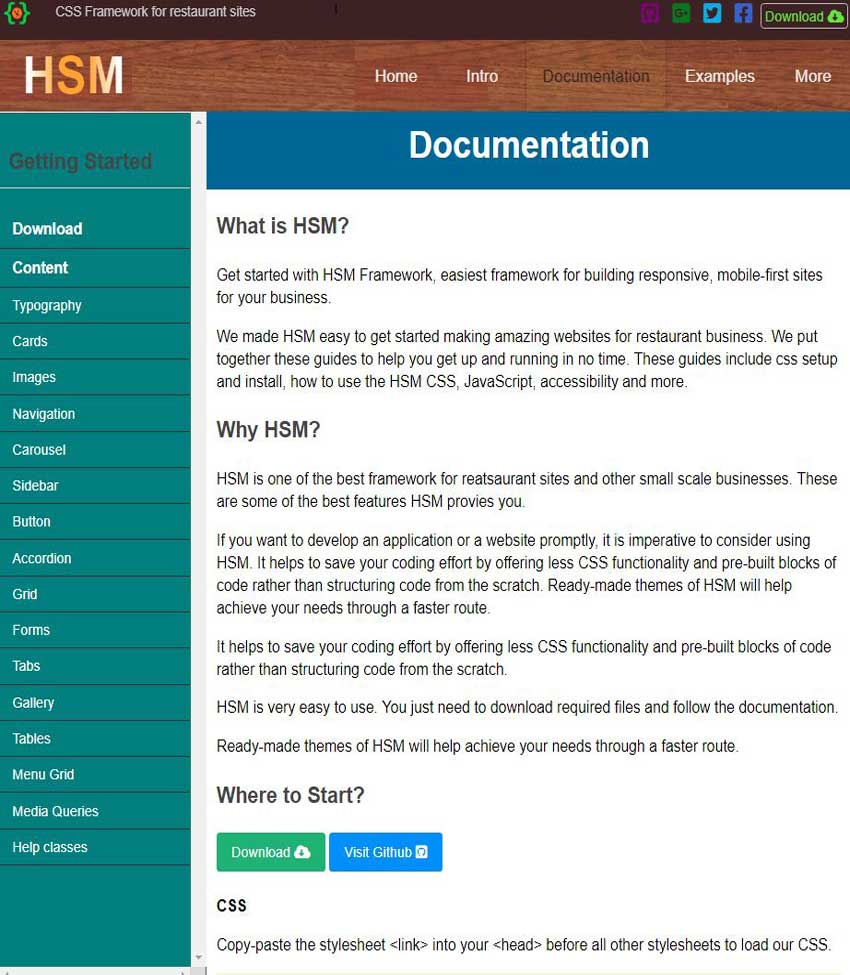 CSS Framework for restaurant sites
Download
HSM
Home Intro Documentation Examples More
Getting Started
Download
Content
Typography
Cards
Images
Navigation
Carousel
Sidebar
Button
Accordion
Grid
Forms
Tabs
Gallery
Tables
Menu Grid
Media Queries
Help classes
Documentation
What is HSM?
Get started with HSM Framework, easiest framework for building responsive, mobile-first sites
for your business.
We made HSM easy to get started making amazing websites for restaurant business. We put
together these guides to help you get up and running in no time. These guides include css setup
and install, how to use the HSM CSS, JavaScript, accessibility and more.
Why HSM?
HSM is one of the best framework for reatsaurant sites and other small scale businesses. These
are some of the best features HSM provies you.
If you want to develop an application or a website promptly, it is imperative to consider using
HSM. It helps to save your coding effort by offering less CSS functionality and pre-built blocks of
code rather than structuring code from the scratch. Ready-made themes of HSM will help
achieve your needs through a faster route.
It helps to save your coding effort by offering less CSS functionality and pre-built blocks of code
rather than structuring code from the scratch.
HSM is very easy to use. You just need to download required files and follow the documentation.
Ready-made themes of HSM will help achieve your needs through a faster route.
Where to Start?
Download Visit Github
CSS
Copy-paste the stylesheet <link> into your <head> before all other stylesheets to load our CSS.